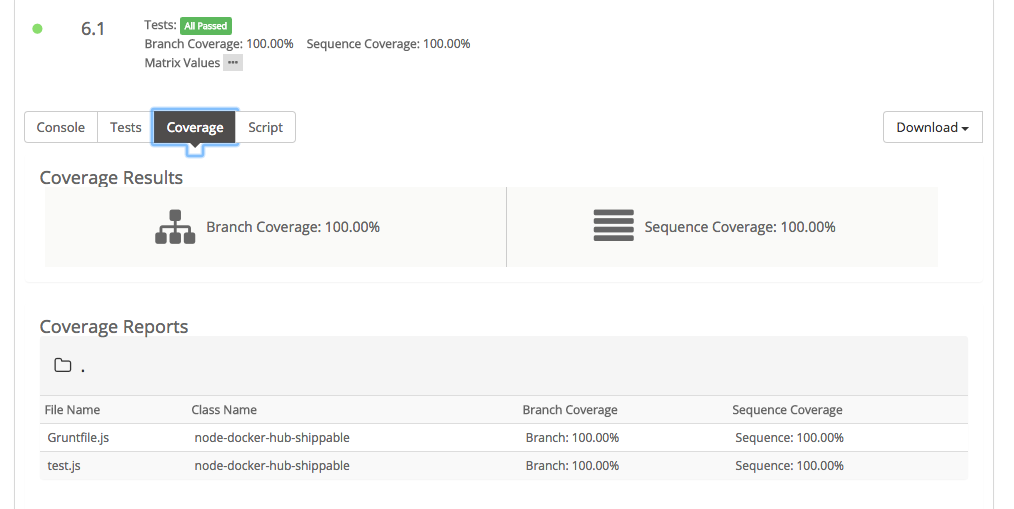 6.1
Tests: All Passed
Branch Coverage: 100.00% Sequence Coverage: 100.00%
Matrix Values ...
Console Tests Coverage Script Download
Coverage Results
Branch Coverage: 100.00% Sequence Coverage: 100.00%
Coverage Reports
.
File Name Class Name Branch Coverage Sequence Coverage
Gruntfile.js node-docker-hub-shippable Branch: 100.00% Sequence: 100.00%
test.js node-docker-hub-shippable Branch: 100.00% Sequence: 100.00%